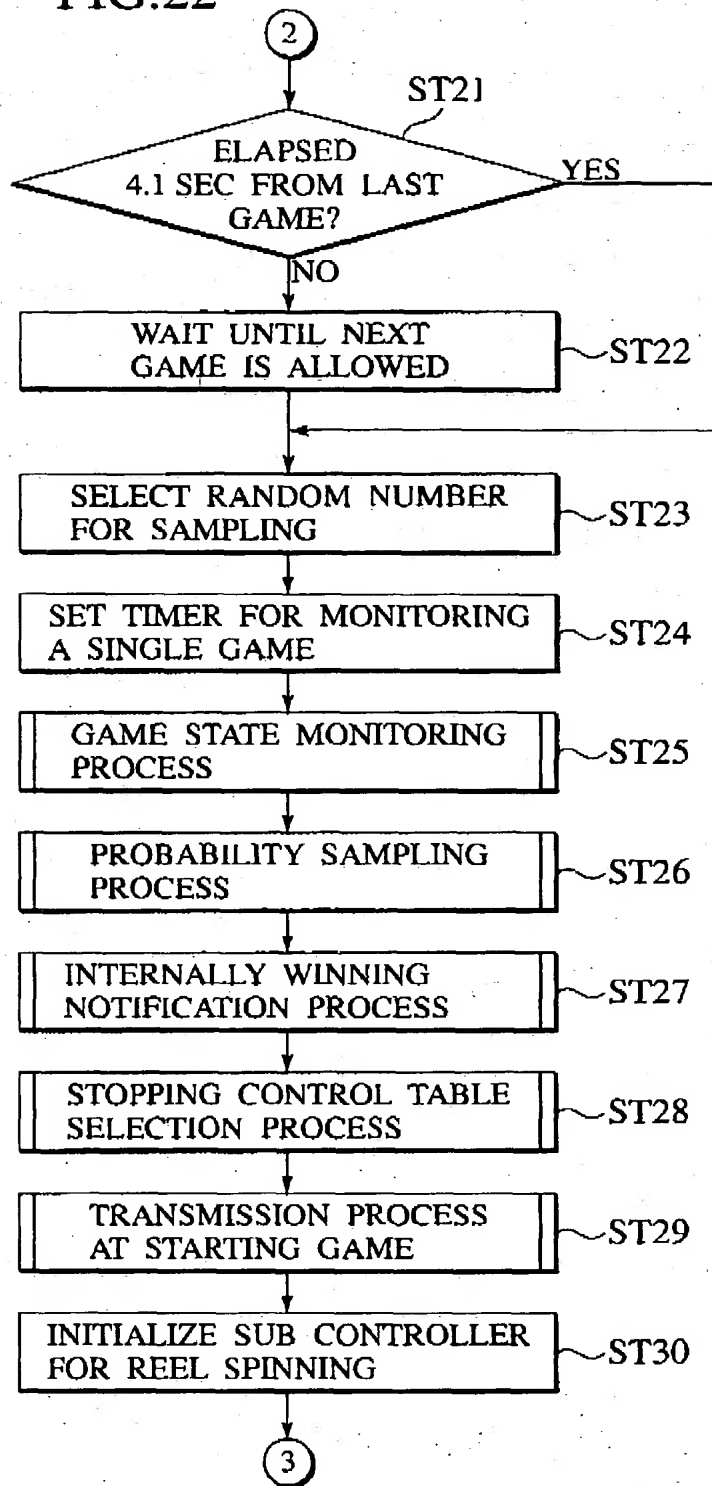 FIG.22
2
ST21
ELAPSED
4.1 SEC FROM LAST
GAME?
YES
NO
WAIT UNTIL NEXT
GAME IS ALLOWED
ST22
SELECT RANDOM NUMBER
FOR SAMPLING
ST23
SET TIMER FOR MONITORING
A SINGLE GAME
ST24
GAME STATE MONITORING
PROCESS
ST25
PROBABILITY SAMPLING
PROCESS
ST26
INTERNALLY WINNING
NOTIFICATION PROCESS
ST27
STOPPING CONTROL TABLE
SELECTION PROCESS
ST28
TRANSMISSION PROCESS
AT STARTING GAME
ST29
INITIALIZE SUB CONTROLLER
FOR REEL SPINNING
ST30
3